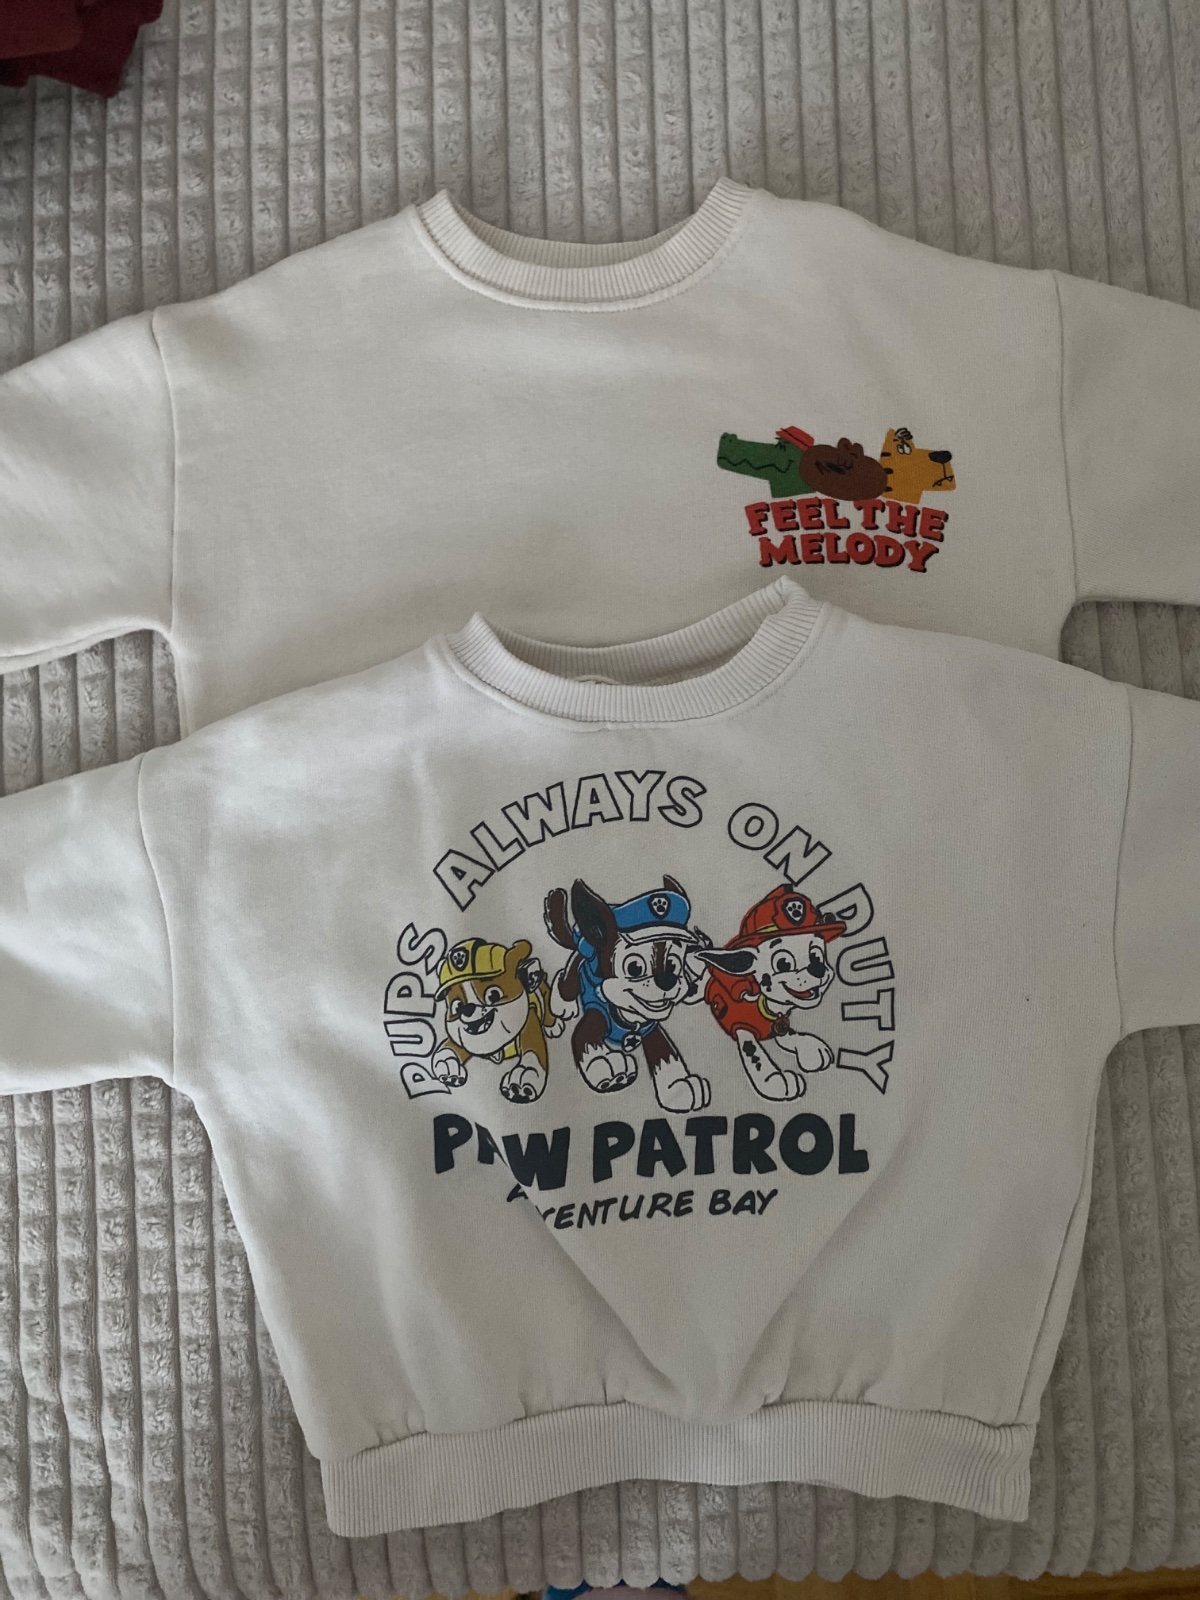 FEEL THE
MELODY
PUPS ALWAYS ON DUTY
PAW PATROL
ADVENTURE BAY